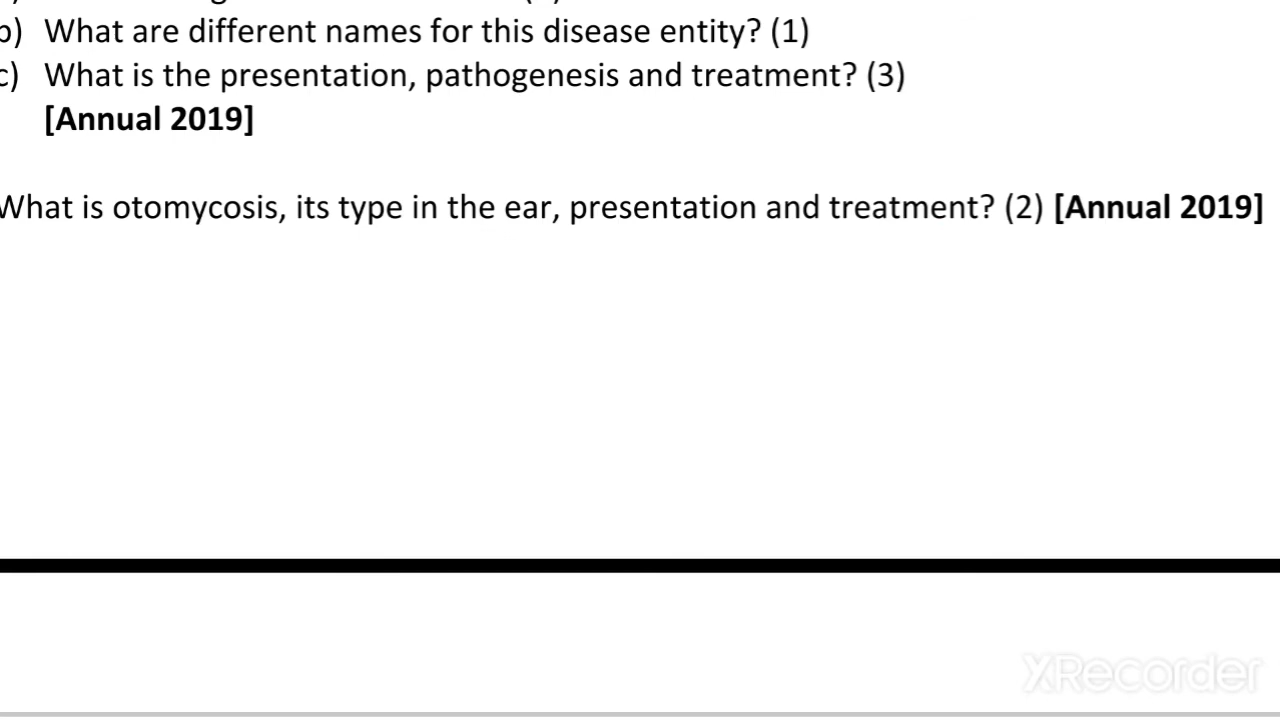 b) What are different names for this disease entity? (1)
c) What is the presentation, pathogenesis and treatment? (3)
[Annual 2019]
What is otomycosis, its type in the ear, presentation and treatment? (2) [Annual 2019]
XRecorder